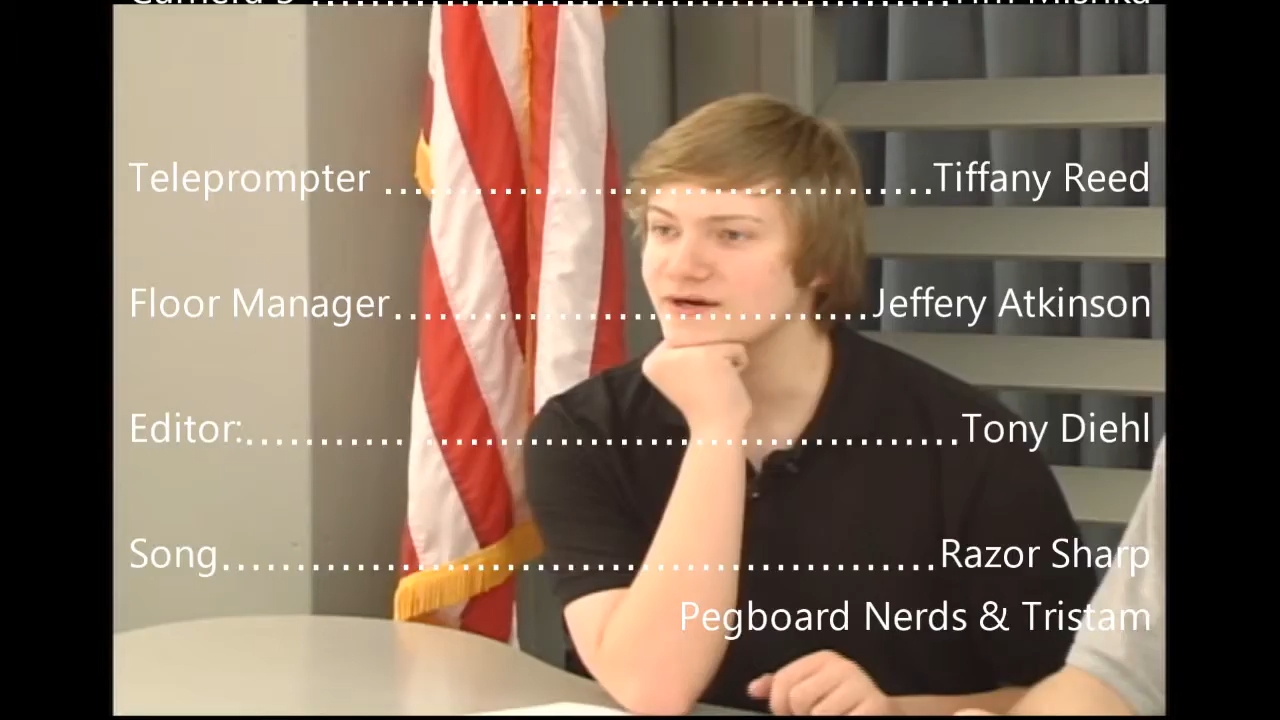 Teleprompter ..............................Tiffany Reed
Floor Manager..........................Jeffery Atkinson
Editor:.......................................Tony Diehl
Song.......................................Razor Sharp
Pegboard Nerds & Tristam